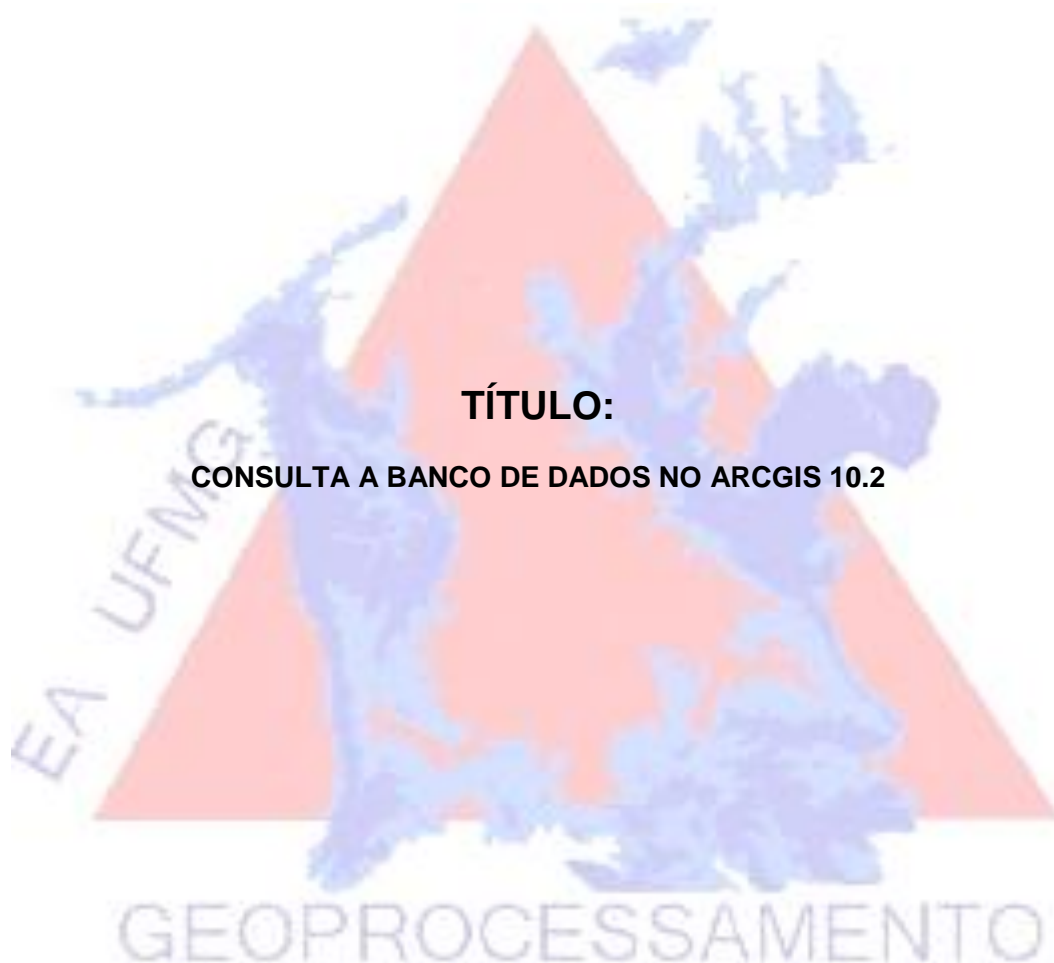 TÍTULO:
CONSULTA A BANCO DE DADOS NO ARCGIS 10.2
EA UFMG
GEOPROCESSAMENTO